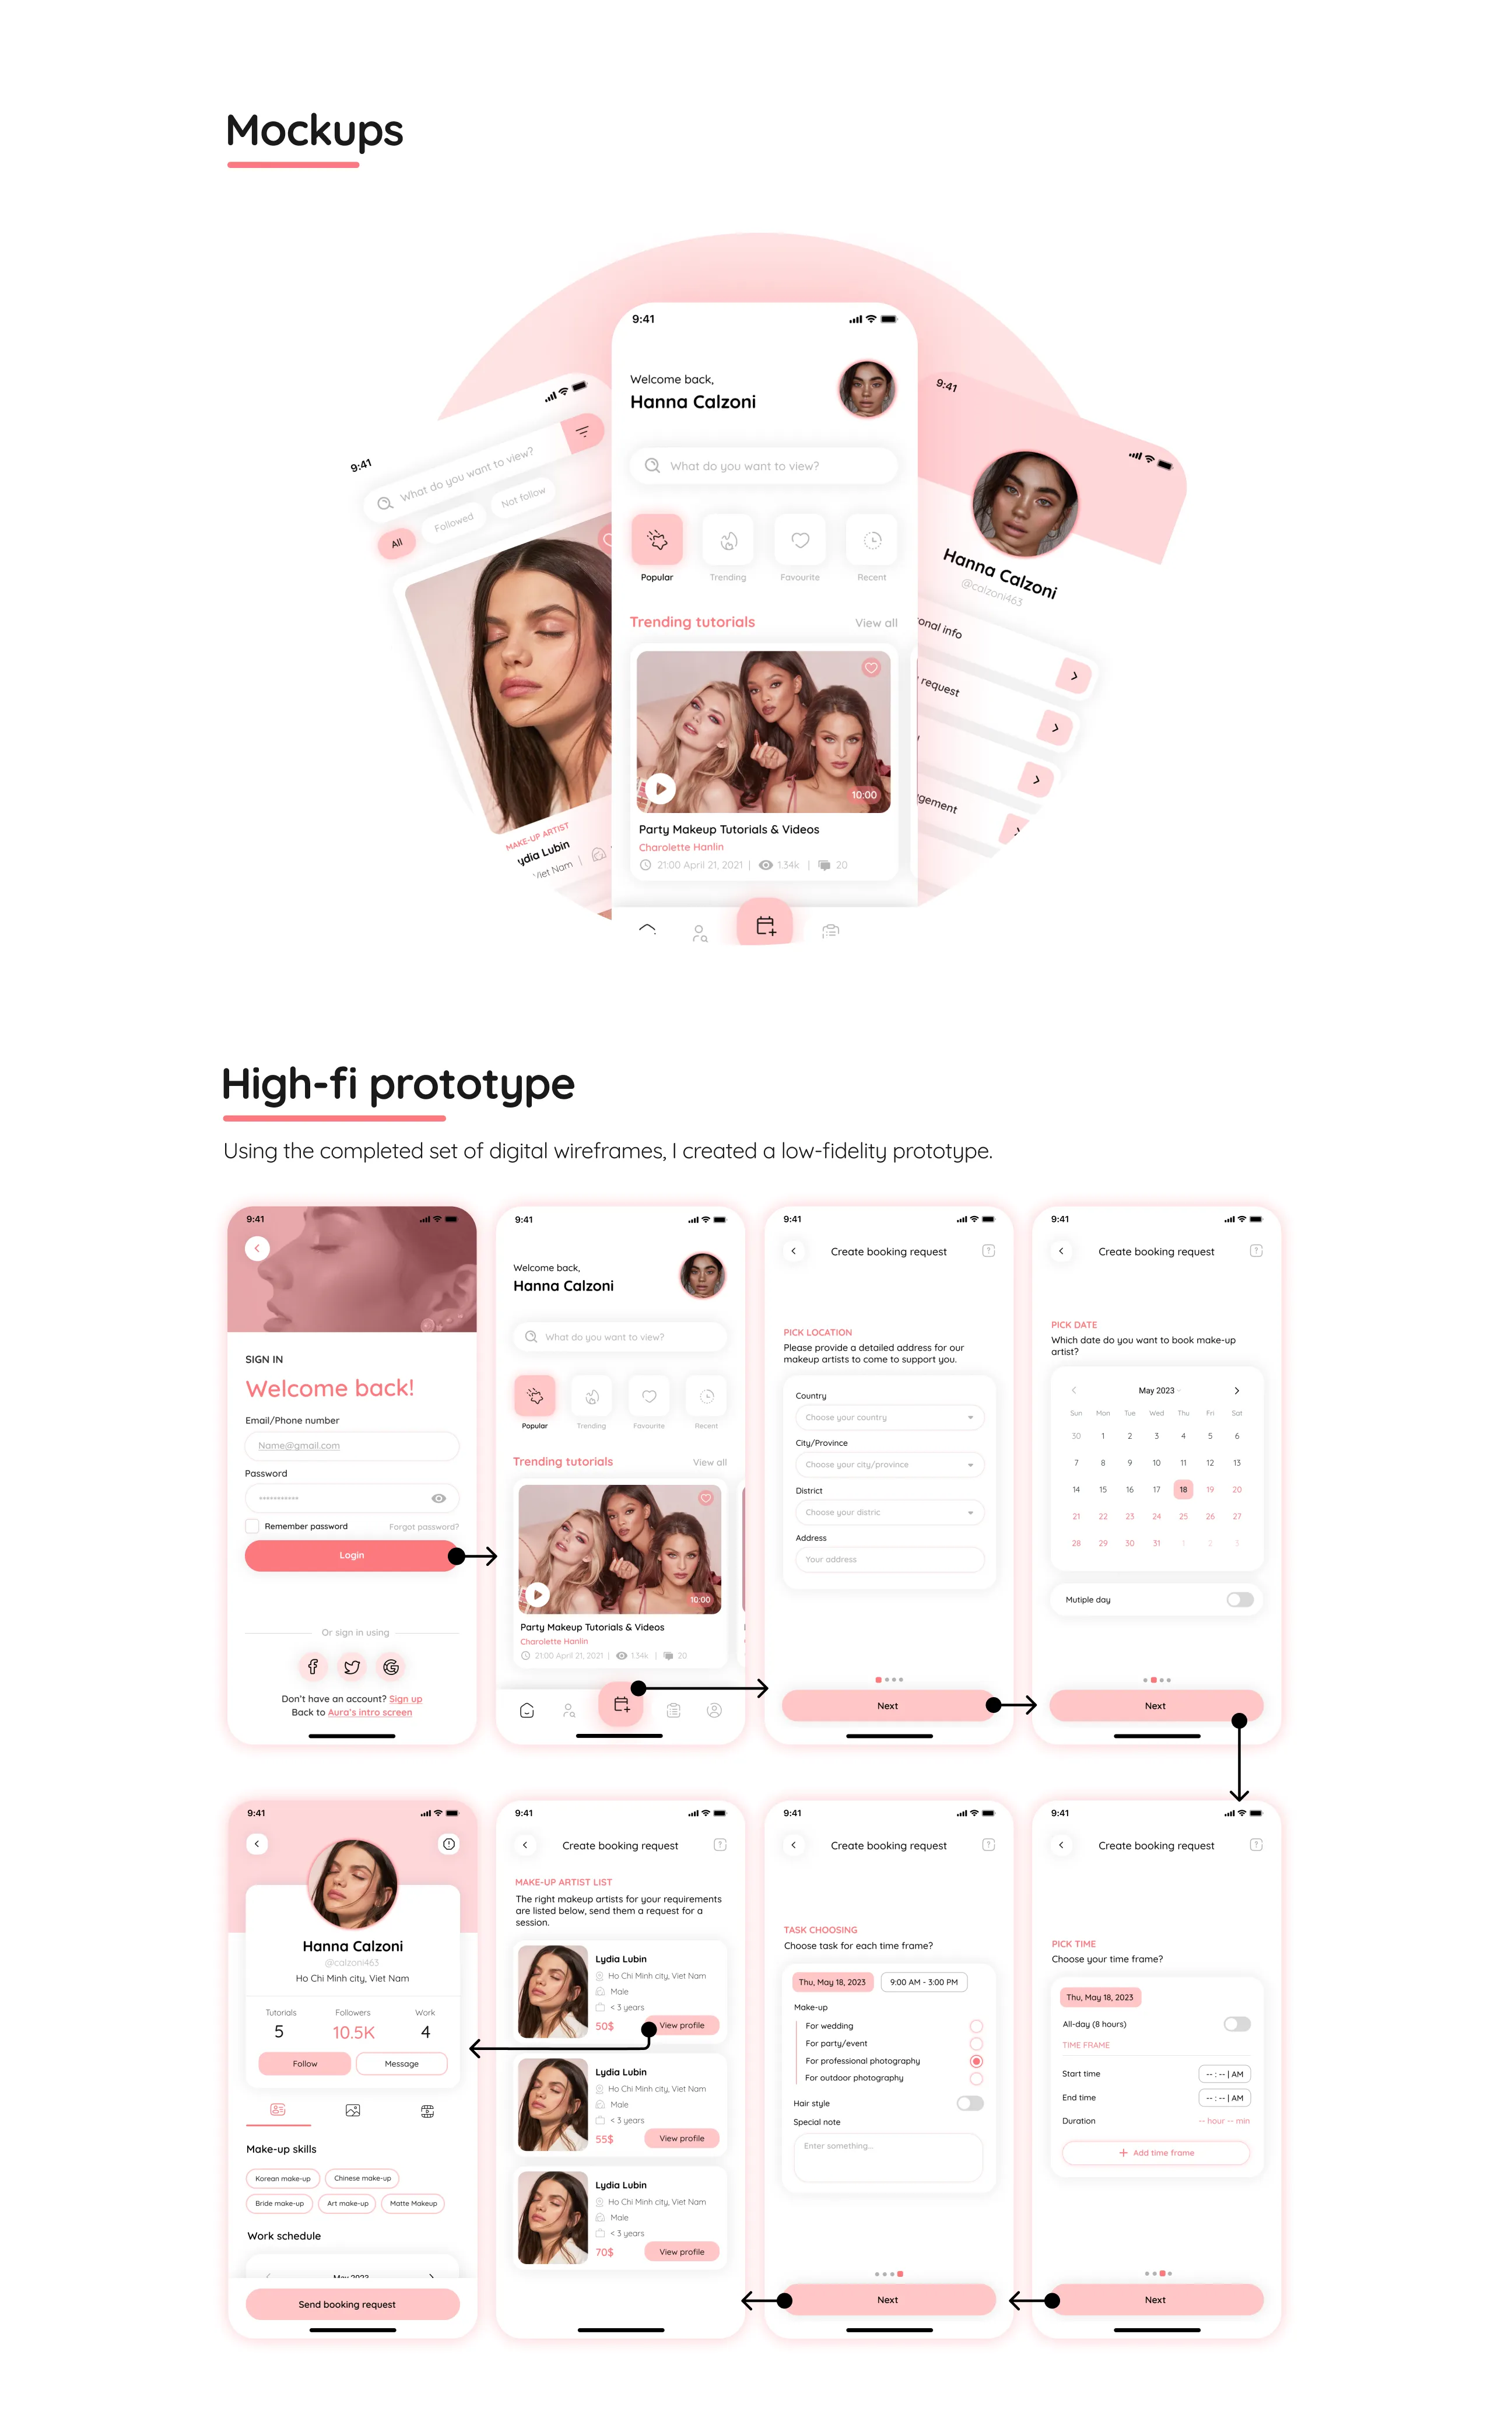 Mockups
9:41
What do you want to view?
All
Followed
Not follow
MAKE-UP ARTIST
ydia Lubin
Viet Nam |
9:41
Welcome back,
Hanna Calzoni
What do you want to view?
Popular
Trending
Favourite
Recent
Trending tutorials
View all
10:00
Party Makeup Tutorials & Videos
Charolette Hanlin
21:00 April 21, 2021 | 1.34k | 20
9:41
Hanna Calzoni
@calzoni463
onal info
request
gement
High-fi prototype
Using the completed set of digital wireframes, I created a low-fidelity prototype.
9:41
SIGN IN
Welcome back!
Email/Phone number
Name@gmail.com
Password
***********
Remember password
Forgot password?
Login
Or sign in using
Don't have an account? Sign up
Back to Aura's intro screen
9:41
Welcome back,
Hanna Calzoni
What do you want to view?
Popular
Trending
Favourite
Recent
Trending tutorials
View all
10:00
Party Makeup Tutorials & Videos
Charolette Hanlin
21:00 April 21, 2021 | 1.34k | 20
9:41
Create booking request
PICK LOCATION
Please provide a detailed address for our
makeup artists to come to support you.
Country
Choose your country
City/Province
Choose your city/province
District
Choose your distric
Address
Your address
Next
9:41
Create booking request
PICK DATE
Which date do you want to book make-up
artist?
May 2023
Sun Mon Tue Wed Thu Fri Sat
30 1 2 3 4 5 6
7 8 9 10 11 12 13
14 15 16 17 18 19 20
21 22 23 24 25 26 27
28 29 30 31 1 2 3
Mutiple day
Next
9:41
Hanna Calzoni
@calzoni463
Ho Chi Minh city, Viet Nam
Tutorials Followers Work
5 10.5K 4
Follow
Message
Make-up skills
Korean make-up
Chinese make-up
Bride make-up
Art make-up
Matte Makeup
Work schedule
May 2023
Send booking request
9:41
Create booking request
MAKE-UP ARTIST LIST
The right makeup artists for your requirements
are listed below, send them a request for a
session.
Lydia Lubin
Ho Chi Minh city, Viet Nam
Male
< 3 years
50$
View profile
Lydia Lubin
Ho Chi Minh city, Viet Nam
Male
< 3 years
55$
View profile
Lydia Lubin
Ho Chi Minh city, Viet Nam
Male
< 3 years
70$
View profile
9:41
Create booking request
TASK CHOOSING
Choose task for each time frame?
Thu, May 18, 2023
9:00 AM - 3:00 PM
Make-up
For wedding
For party/event
For professional photography
For outdoor photography
Hair style
Special note
Enter something...
Next
9:41
Create booking request
PICK TIME
Choose your time frame?
Thu, May 18, 2023
All-day (8 hours)
TIME FRAME
Start time
-- : -- | AM
End time
-- : -- | AM
Duration
-- hour -- min
+ Add time frame
Next